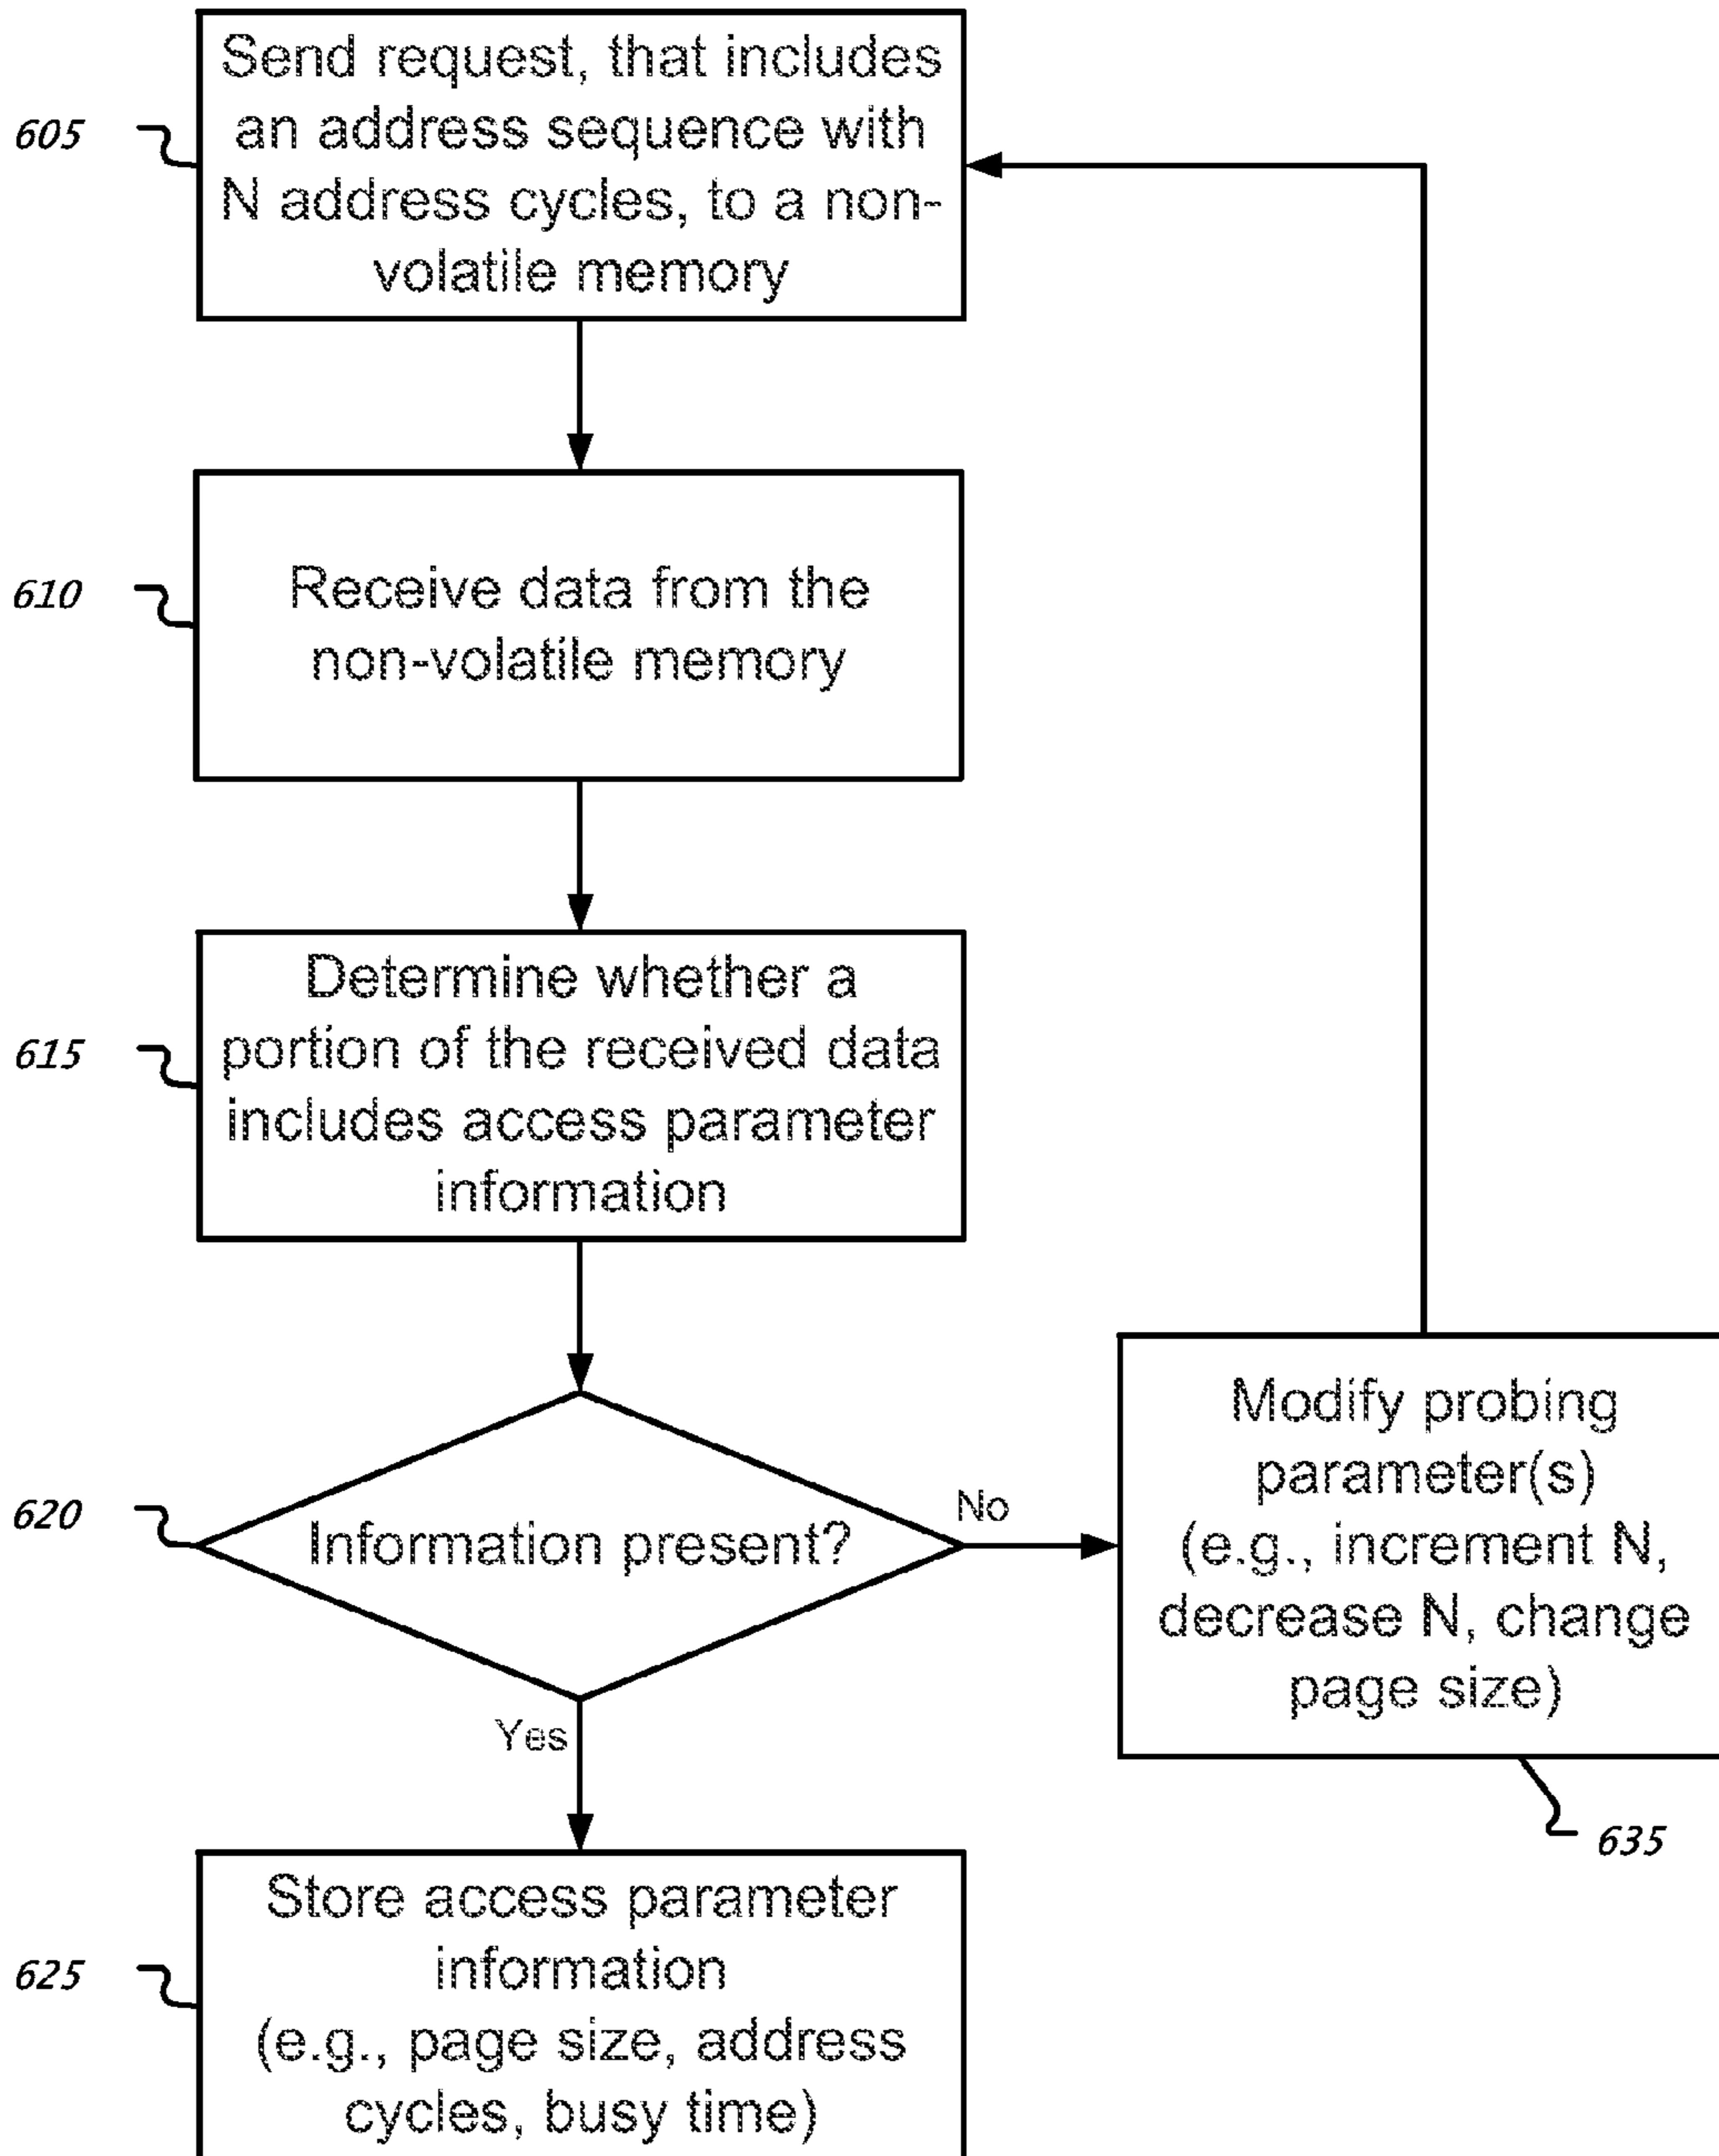 605
Send request, that includes
an address sequence with
N address cycles, to a non-
volatile memory
610
Receive data from the
non-volatile memory
615
Determine whether a
portion of the received data
includes access parameter
information
620
Information present?
No
Yes
Modify probing
parameter(s)
(e.g., increment N,
decrease N, change
page size)
635
625
Store access parameter
information
(e.g., page size, address
cycles, busy time)